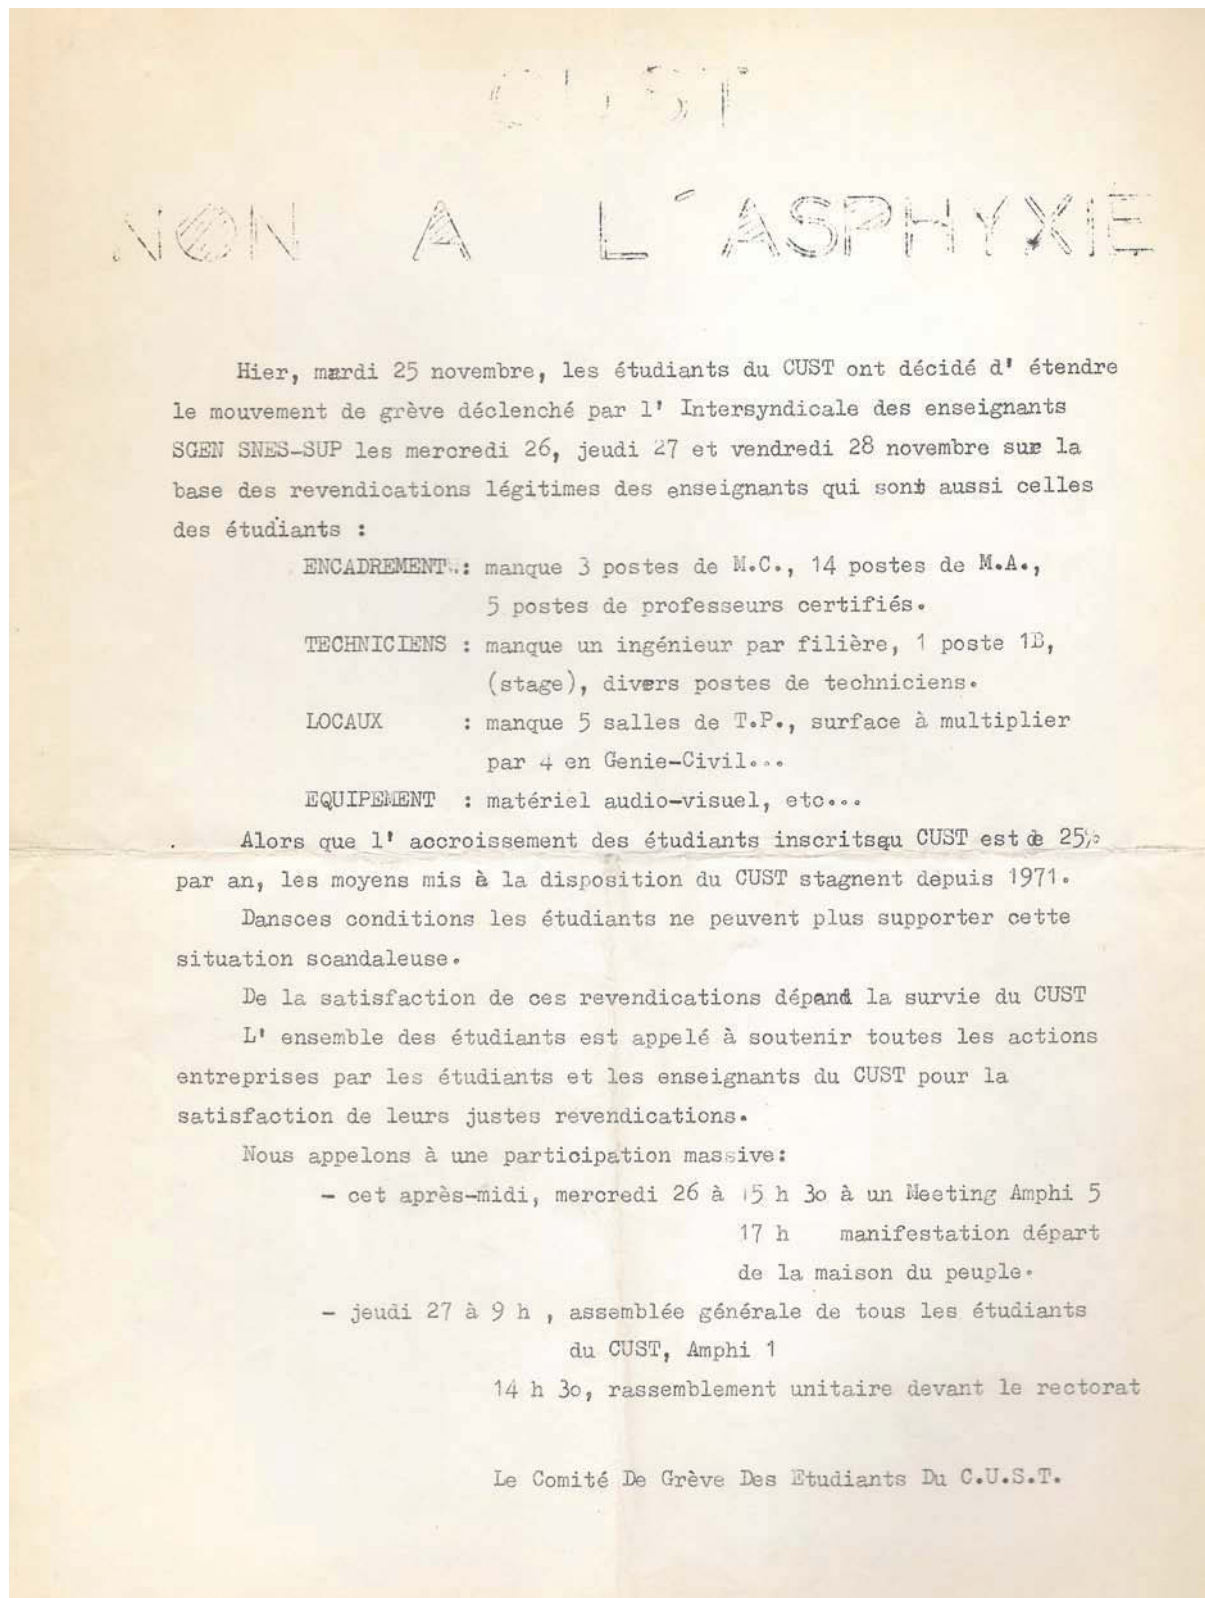 CUST
NON A L'ASPHYXIE
Hier, mardi 25 novembre, les étudiants du CUST ont décidé d' étendre
le mouvement de grève déclenché par l' Intersyndicale des enseignants
SGEN SNES-SUP les mercredi 26, jeudi 27 et vendredi 28 novembre sur la
base des revendications légitimes des enseignants qui sont aussi celles
des étudiants :
ENCADREMENT : manque 3 postes de M.C., 14 postes de M.A.,
5 postes de professeurs certifiés.
TECHNICIENS : manque un ingénieur par filière, 1 poste 1B,
(stage), divers postes de techniciens.
LOCAUX : manque 5 salles de T.P., surface à multiplier
par 4 en Genie-Civil...
EQUIPEMENT : matériel audio-visuel, etc...
Alors que l' accroissement des étudiants inscritsau CUST est de 25%
par an, les moyens mis à la disposition du CUST stagnent depuis 1971.
Dansces conditions les étudiants ne peuvent plus supporter cette
situation scandaleuse.
De la satisfaction de ces revendications dépend la survie du CUST
L' ensemble des étudiants est appelé à soutenir toutes les actions
entreprises par les étudiants et les enseignants du CUST pour la
satisfaction de leurs justes revendications.
Nous appelons à une participation massive:
- cet après-midi, mercredi 26 à 15 h 3o à un Meeting Amphi 5
17 h manifestation départ
de la maison du peuple.
- jeudi 27 à 9 h , assemblée générale de tous les étudiants
du CUST, Amphi 1
14 h 3o, rassemblement unitaire devant le rectorat
Le Comité De Grève Des Etudiants Du C.U.S.T.